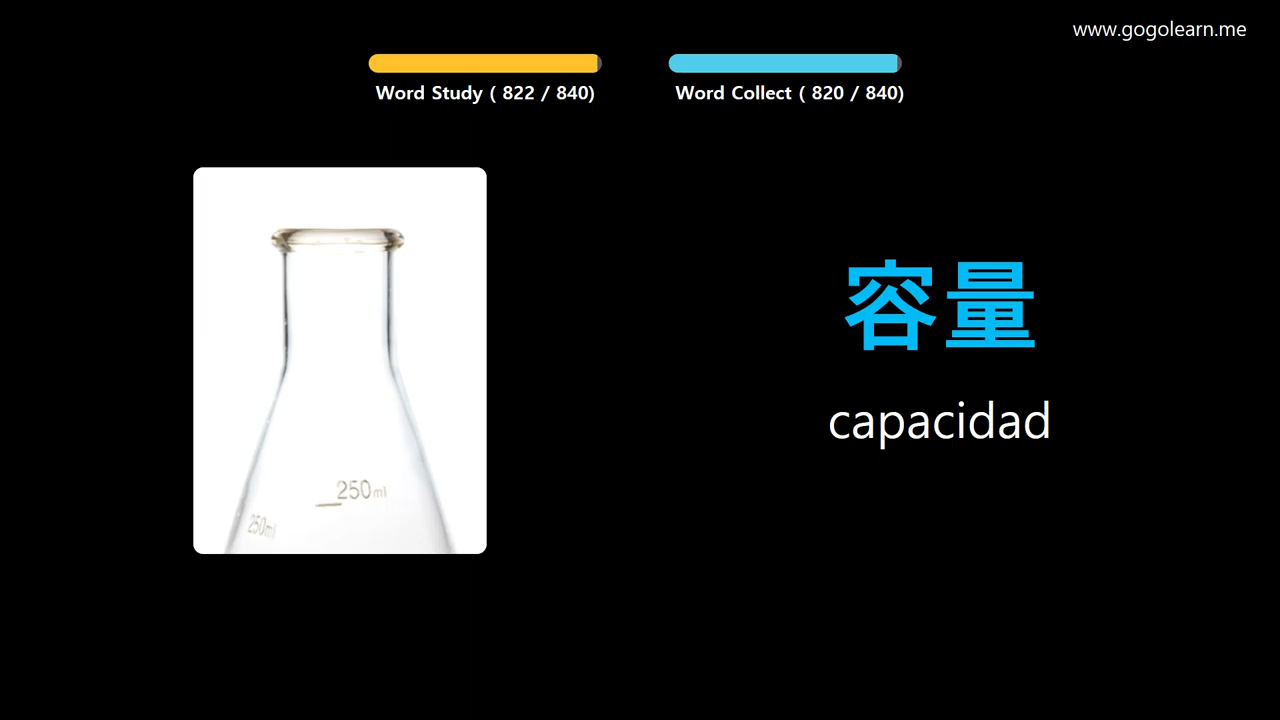 www.gogolearn.me
Word Study ( 822 / 840)
Word Collect ( 820 / 840)
容量
capacidad
250ml
250ml